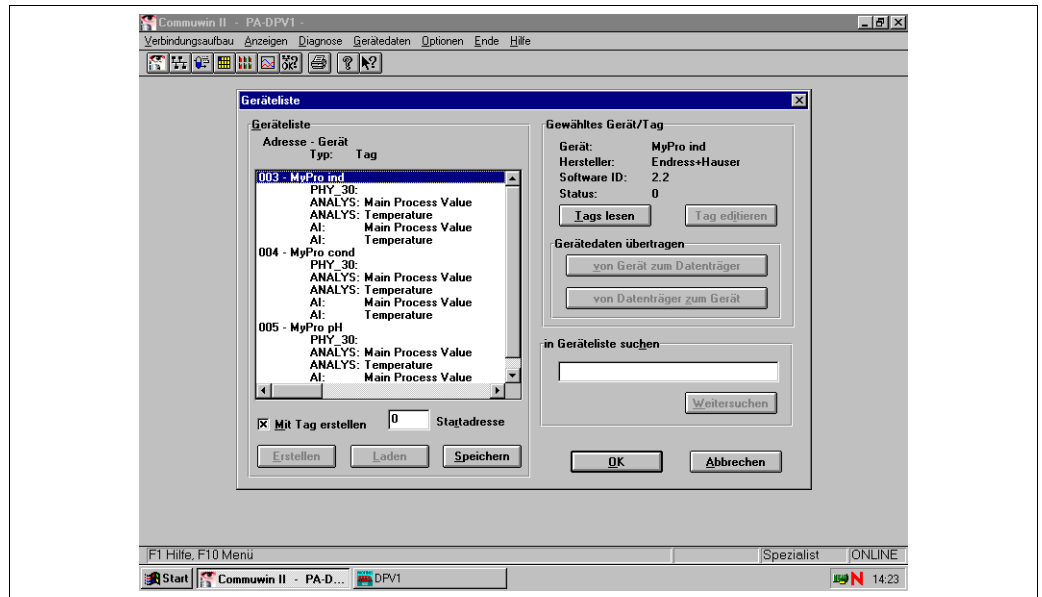 Commuwin II - PA-DPV1 -
Verbindungsaufbau Anzeigen Diagnose Gerätedaten Optionen Ende Hilfe
OK?
Geräteliste
Geräteliste
Adresse - Gerät
Typ: Tag
003 - MyPro ind
PHY_30:
ANALYS: Main Process Value
ANALYS: Temperature
AI: Main Process Value
AI: Temperature
004 - MyPro cond
PHY_30:
ANALYS: Main Process Value
ANALYS: Temperature
AI: Main Process Value
AI: Temperature
005 - MyPro pH
PHY_30:
ANALYS: Main Process Value
ANALYS: Temperature
AI: Main Process Value
Mit Tag erstellen 0 Startadresse
Erstellen Laden Speichern
Gewähltes Gerät/Tag
Gerät: MyPro ind
Hersteller: Endress+Hauser
Software ID: 2.2
Status: 0
Tags lesen Tag editieren
Gerätedaten übertragen
von Gerät zum Datenträger
von Datenträger zum Gerät
in Geräteliste suchen
Weitersuchen
OK Abbrechen
F1 Hilfe, F10 Menü Spezialist ONLINE
Start Commuwin II - PA-D... DPV1 N 14:23